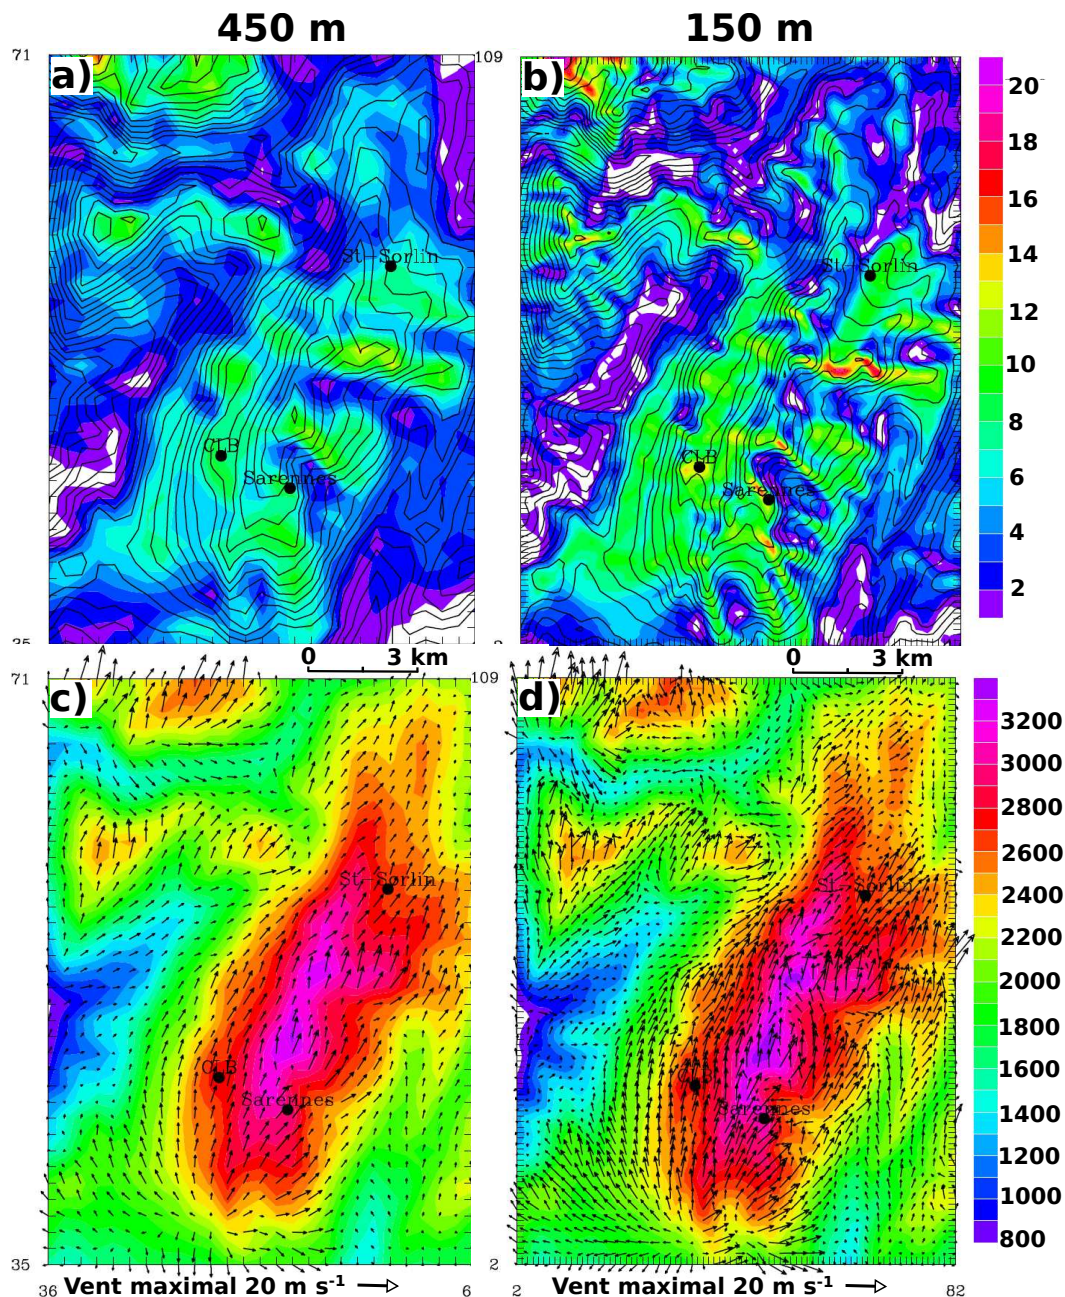 450 m 150 m
71 a) 109 b)
20
18
16
14
12
10
8
6
4
2
St-Sorlin St-Sorlin
CLB CLB
Sarennes Sarennes
35 2
0 3 km 0 3 km
71 c) 109 d)
3200
3000
2800
2600
2400
2200
2000
1800
1600
1400
1200
1000
800
St-Sorlin St-Sorlin
CLB CLB
Sarennes Sarennes
35 2
36 6 2 82
Vent maximal 20 m s⁻¹ Vent maximal 20 m s⁻¹